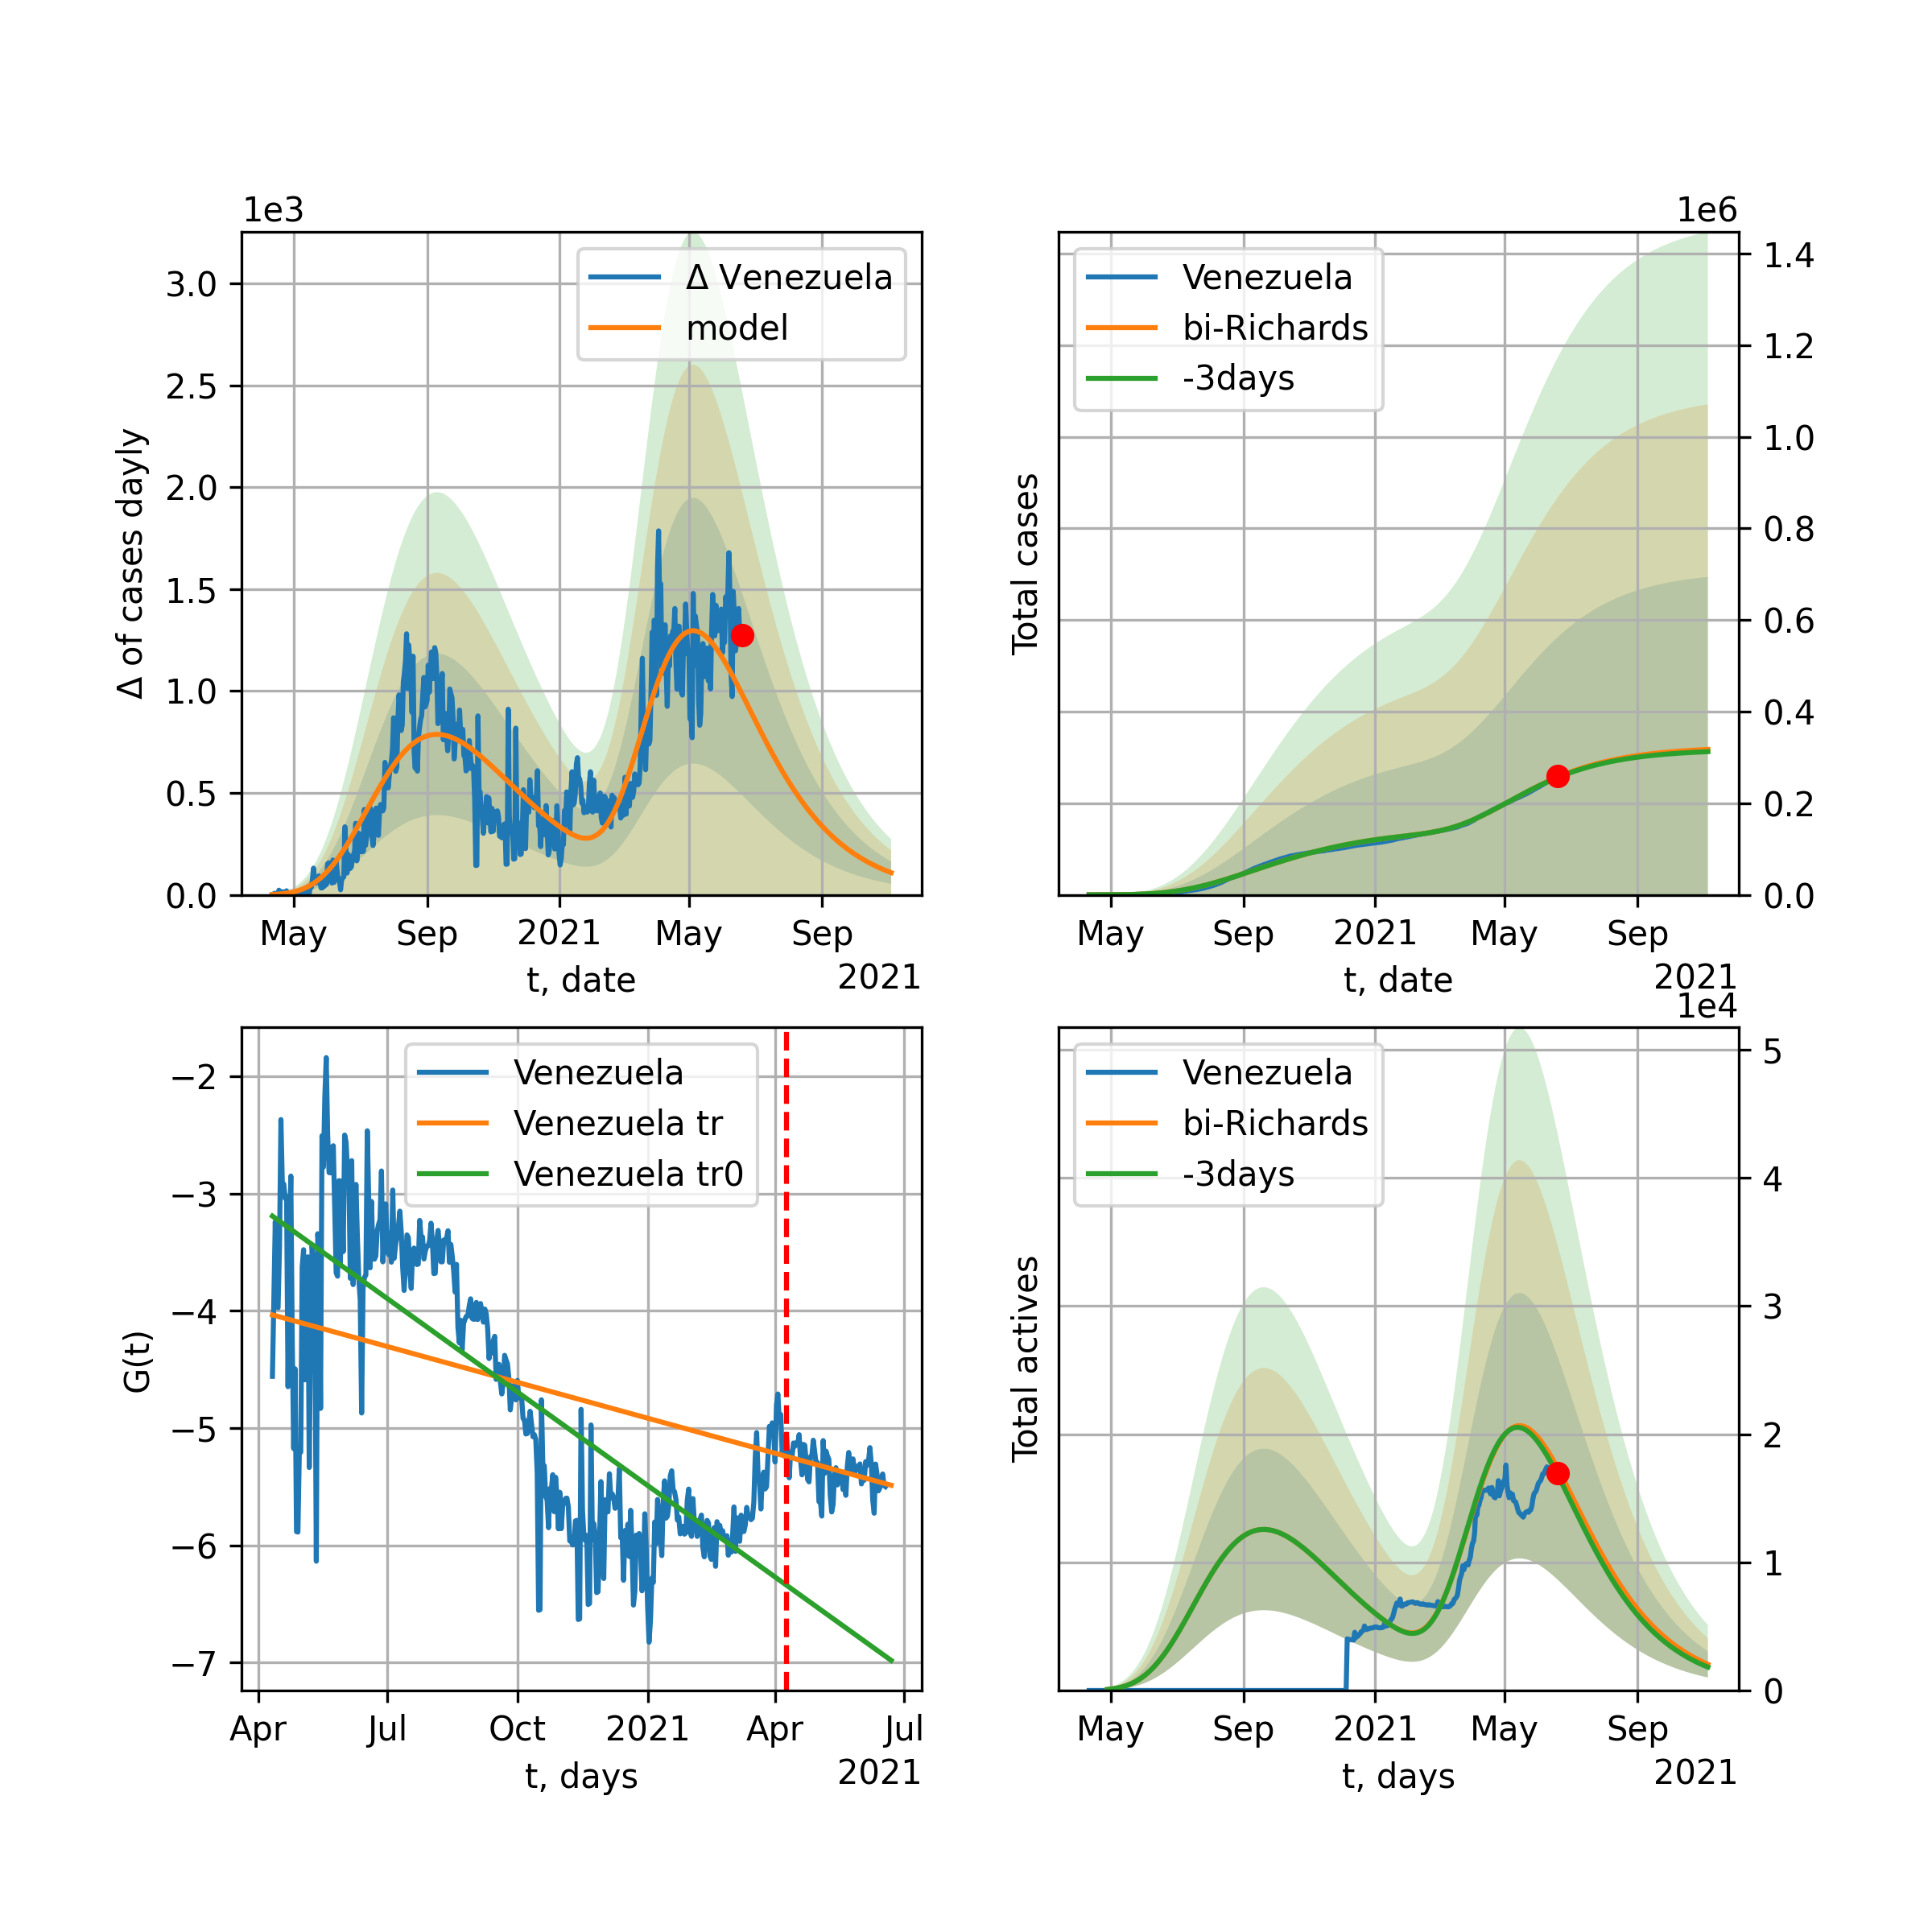 1e3
Δ of cases dayly
3.0
2.5
2.0
1.5
1.0
0.5
0.0
Δ Venezuela
model
May Sep 2021 May Sep
2021
t, date
1e6
Total cases
Venezuela
bi-Richards
-3days
1.4
1.2
1.0
0.8
0.6
0.4
0.2
0.0
May Sep 2021 May Sep
2021
t, date
G(t)
−2
−3
−4
−5
−6
−7
Venezuela
Venezuela tr
Venezuela tr0
Apr Jul Oct 2021 Apr Jul
2021
t, days
1e4
Total actives
Venezuela
bi-Richards
-3days
5
4
3
2
1
0
May Sep 2021 May Sep
2021
t, days